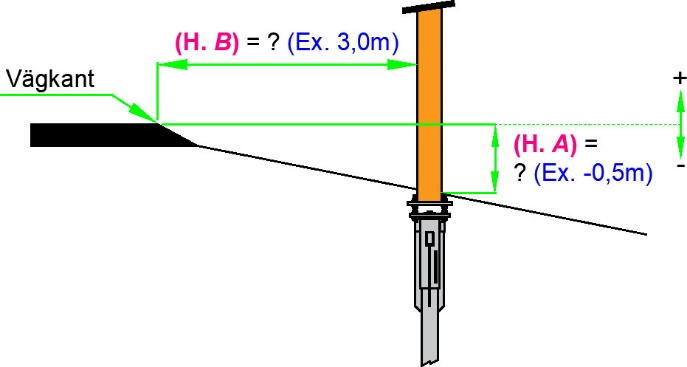 (H. B) = ? (Ex. 3,0m)
Vägkant
+
(H. A) =
? (Ex. -0,5m)
-